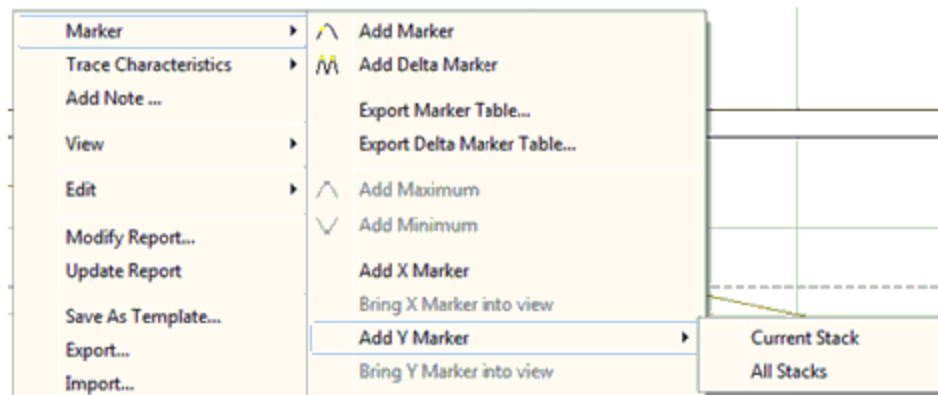 Marker
Trace Characteristics
Add Note ...
View
Edit
Modify Report...
Update Report
Save As Template...
Export...
Import...
Add Marker
Add Delta Marker
Export Marker Table...
Export Delta Marker Table...
Add Maximum
Add Minimum
Add X Marker
Bring X Marker into view
Add Y Marker
Bring Y Marker into view
Current Stack
All Stacks